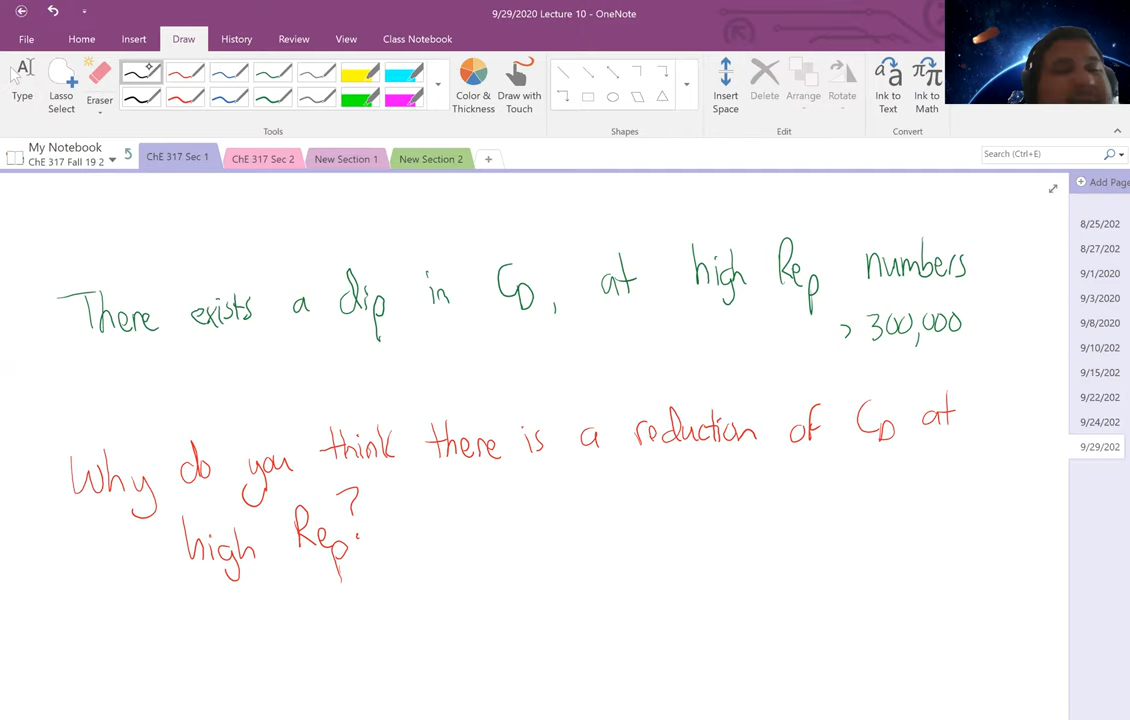 9/29/2020 Lecture 10 - OneNote
File Home Insert Draw History Review View Class Notebook
Type
Lasso Select
Eraser
Color & Thickness
Draw with Touch
Insert Space
Delete
Arrange
Rotate
Ink to Text
Ink to Math
Tools
Shapes
Edit
Convert
My Notebook
ChE 317 Fall 19 2
ChE 317 Sec 1
ChE 317 Sec 2
New Section 1
New Section 2
Search (Ctrl+E)
Add Page
There exists a dip in CD, at high Rep numbers
> 300,000
Why do you think there is a reduction of CD at
high Rep?
8/25/202
8/27/202
9/1/2020
9/3/2020
9/8/2020
9/10/202
9/15/202
9/22/202
9/24/202
9/29/202